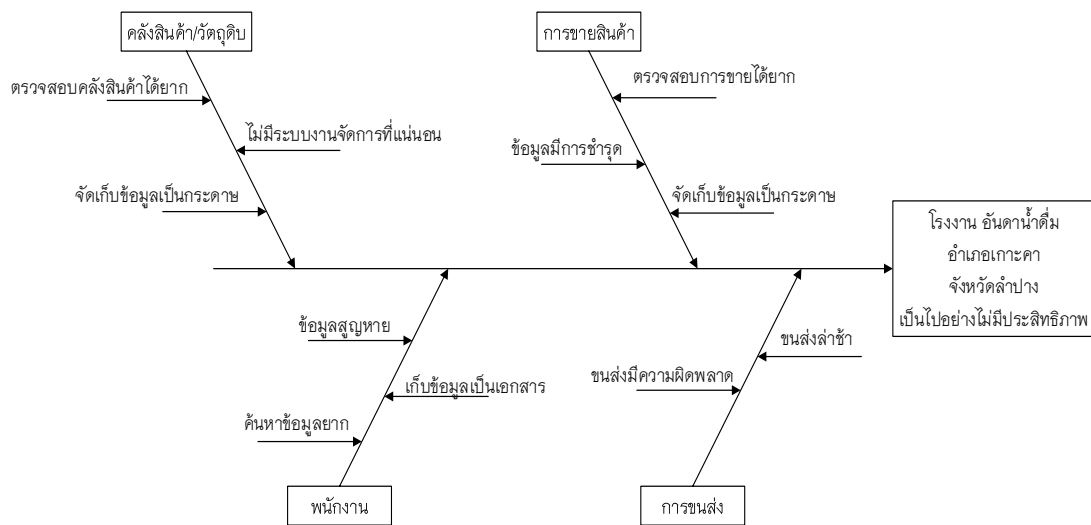 คลังสินค้า/วัตถุดิบ
การขายสินค้า
ตรวจสอบคลังสินค้าได้ยาก
ตรวจสอบการขายได้ยาก
ไม่มีระบบงานจัดการที่แน่นอน
ข้อมูลมีการชำรุด
จัดเก็บข้อมูลเป็นกระดาษ
จัดเก็บข้อมูลเป็นกระดาษ
โรงงาน อันดาน้ำดื่ม
อำเภอเกาะคา
จังหวัดลำปาง
เป็นไปอย่างไม่มีประสิทธิภาพ
ข้อมูลสูญหาย
ขนส่งล่าช้า
ขนส่งมีความผิดพลาด
เก็บข้อมูลเป็นเอกสาร
ค้นหาข้อมูลยาก
พนักงาน
การขนส่ง